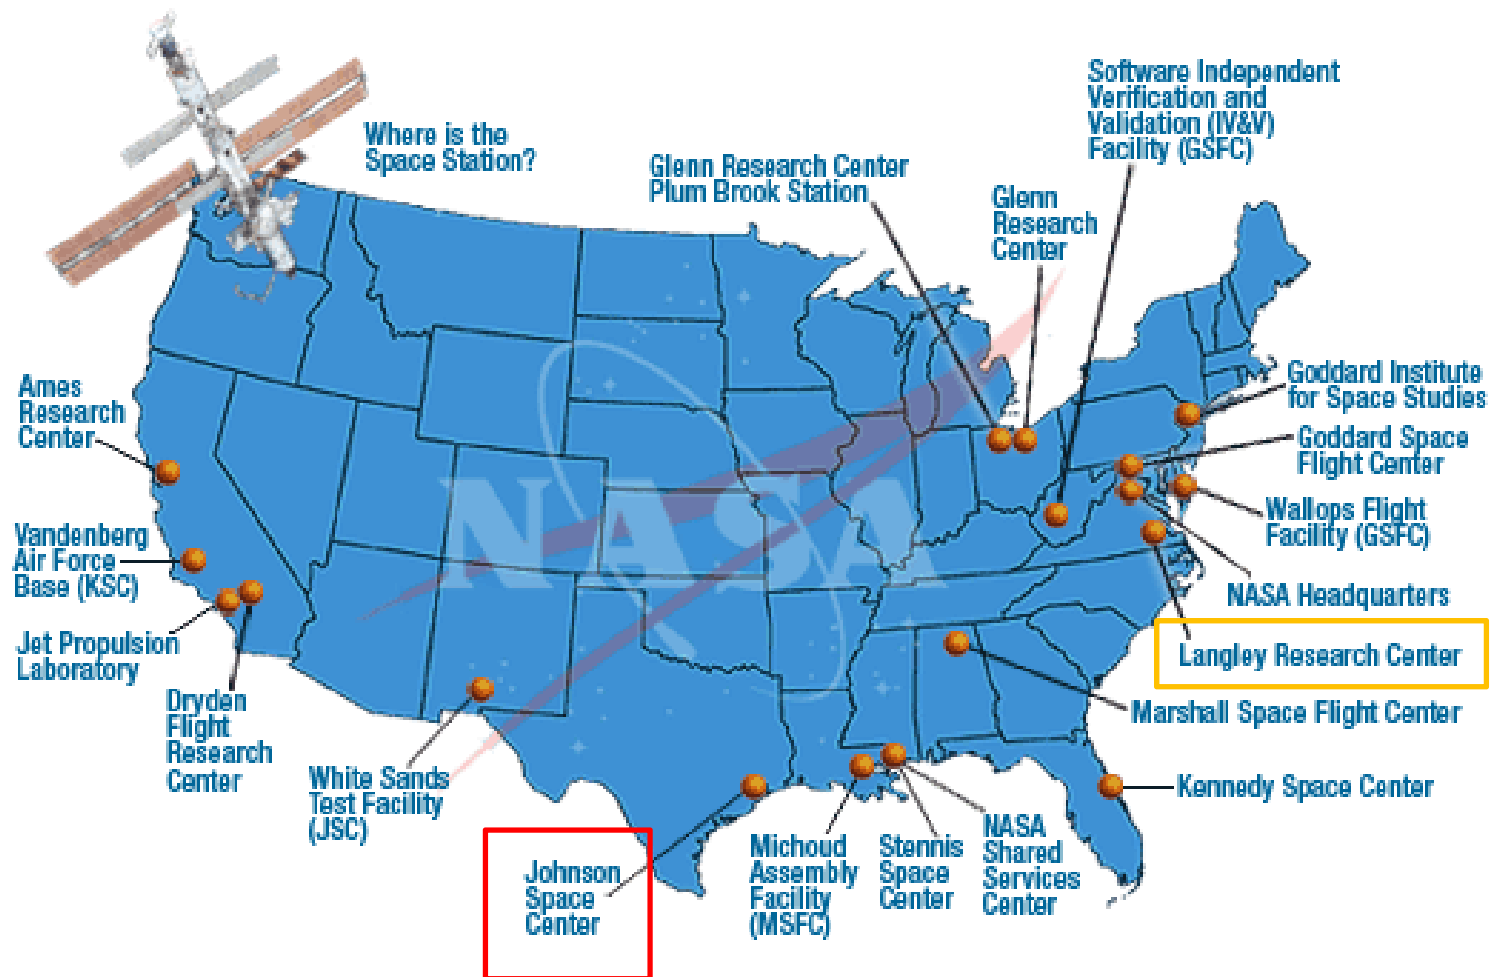 Where is the
Space Station?
Software Independent
Verification and
Validation (IV&V)
Facility (GSFC)
Glenn Research Center
Plum Brook Station
Glenn
Research
Center
Ames
Research
Center
Goddard Institute
for Space Studies
Goddard Space
Flight Center
Wallops Flight
Facility (GSFC)
NASA
Vandenberg
Air Force
Base (KSC)
NASA Headquarters
Jet Propulsion
Laboratory
Langley Research Center
Dryden
Flight
Research
Center
Marshall Space Flight Center
White Sands
Test Facility
(JSC)
Kennedy Space Center
Johnson
Space
Center
Michoud
Assembly
Facility
(MSFC)
Stennis
Space
Center
NASA
Shared
Services
Center